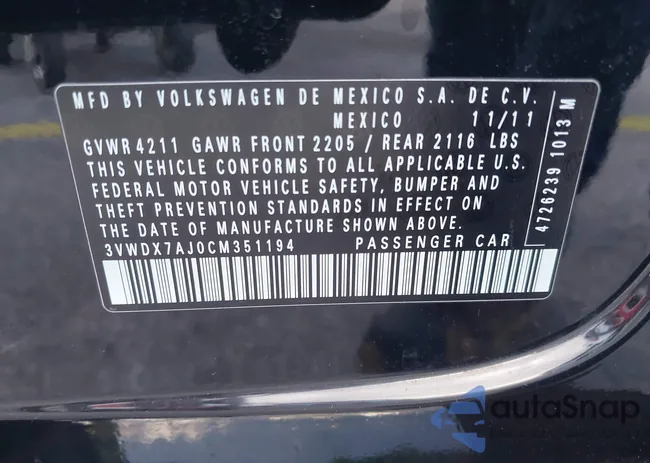 MFD BY VOLKSWAGEN DE MEXICO S.A. DE C.V.
MEXICO 11/11
GVWR 4211 GAWR FRONT 2205 / REAR 2116 LBS
THIS VEHICLE CONFORMS TO ALL APPLICABLE U.S.
FEDERAL MOTOR VEHICLE SAFETY, BUMPER AND
THEFT PREVENTION STANDARDS IN EFFECT ON
THE DATE OF MANUFACTURE SHOWN ABOVE.
3VWDX7AJ0CM351194 PASSENGER CAR
4726239 1013 M
autaSnap